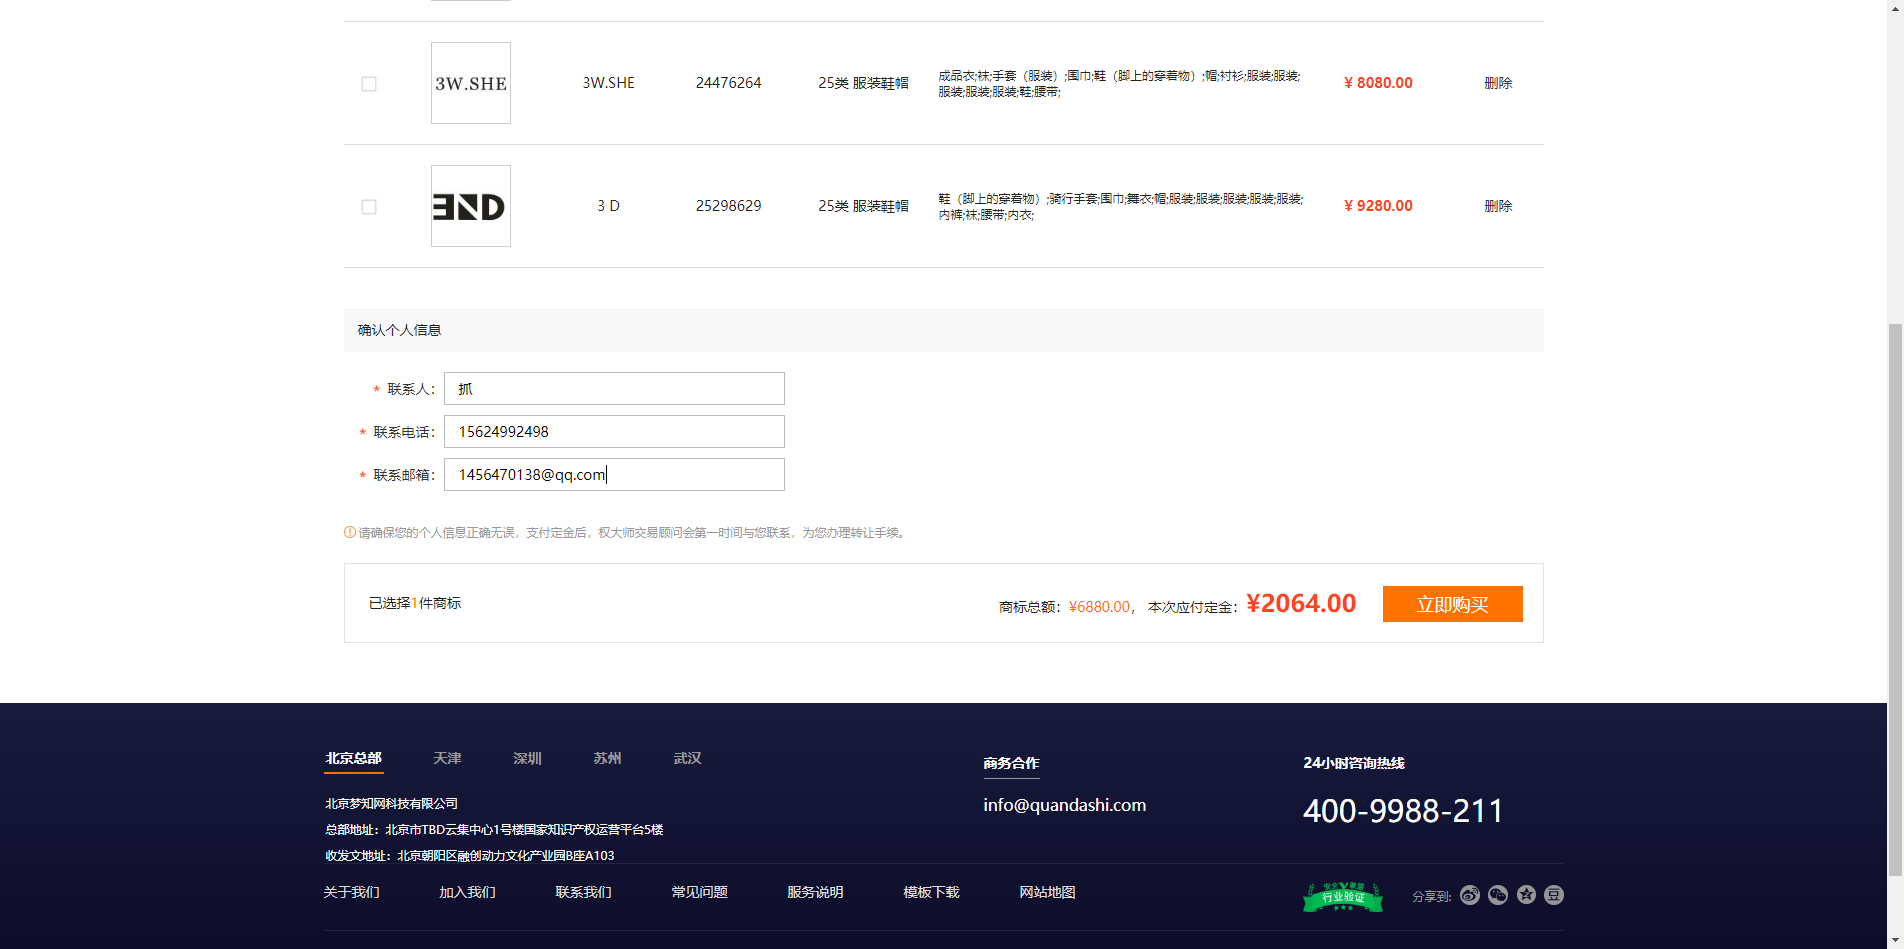 3W.SHE
3W.SHE
24476264
25类 服装鞋帽
成品衣;袜;手套（服装）;围巾;鞋（脚上的穿着物）;帽;衬衫;服装;服装;
服装;服装;服装;鞋;腰带;
¥ 8080.00
删除
3ND
3 D
25298629
25类 服装鞋帽
鞋（脚上的穿着物）;骑行手套;围巾;舞衣;帽;服装;服装;服装;服装;服装;
内裤;袜;腰带;内衣;
¥ 9280.00
删除
确认个人信息
* 联系人： 抓
* 联系电话： 15624992498
* 联系邮箱： 1456470138@qq.com
请确保您的个人信息正确无误，支付定金后，权大师交易顾问会第一时间与您联系，为您办理转让手续。
已选择1件商标
商标总额：¥6880.00， 本次应付定金：¥2064.00
立即购买
北京总部 天津 深圳 苏州 武汉
北京梦知网科技有限公司
总部地址：北京市TBD云集中心1号楼国家知识产权运营平台5楼
收发文地址：北京朝阳区融创动力文化产业园B座A103
商务合作
info@quandashi.com
24小时咨询热线
400-9988-211
关于我们 加入我们 联系我们 常见问题 服务说明 模板下载 网站地图
安全联盟
行业验证
分享到:
豆